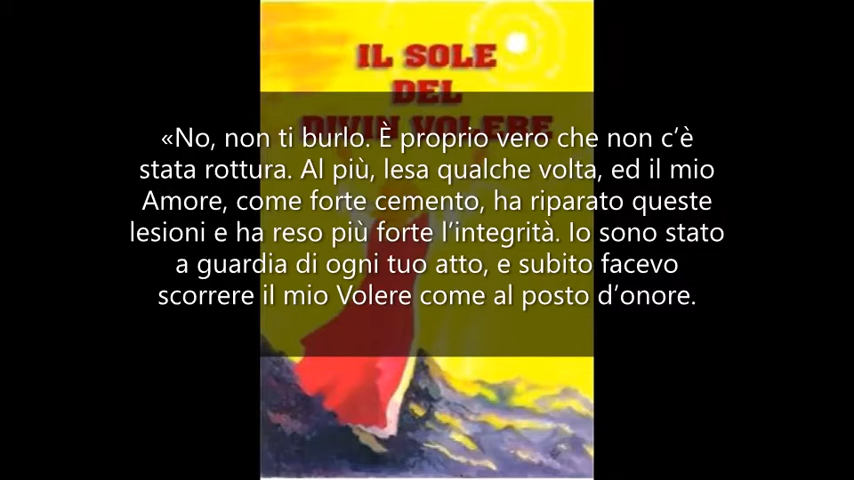 IL SOLE
DEL
DIVIN VOLERE
«No, non ti burlo. È proprio vero che non c’è
stata rottura. Al più, lesa qualche volta, ed il mio
Amore, come forte cemento, ha riparato queste
lesioni e ha reso più forte l’integrità. Io sono stato
a guardia di ogni tuo atto, e subito facevo
scorrere il mio Volere come al posto d’onore.